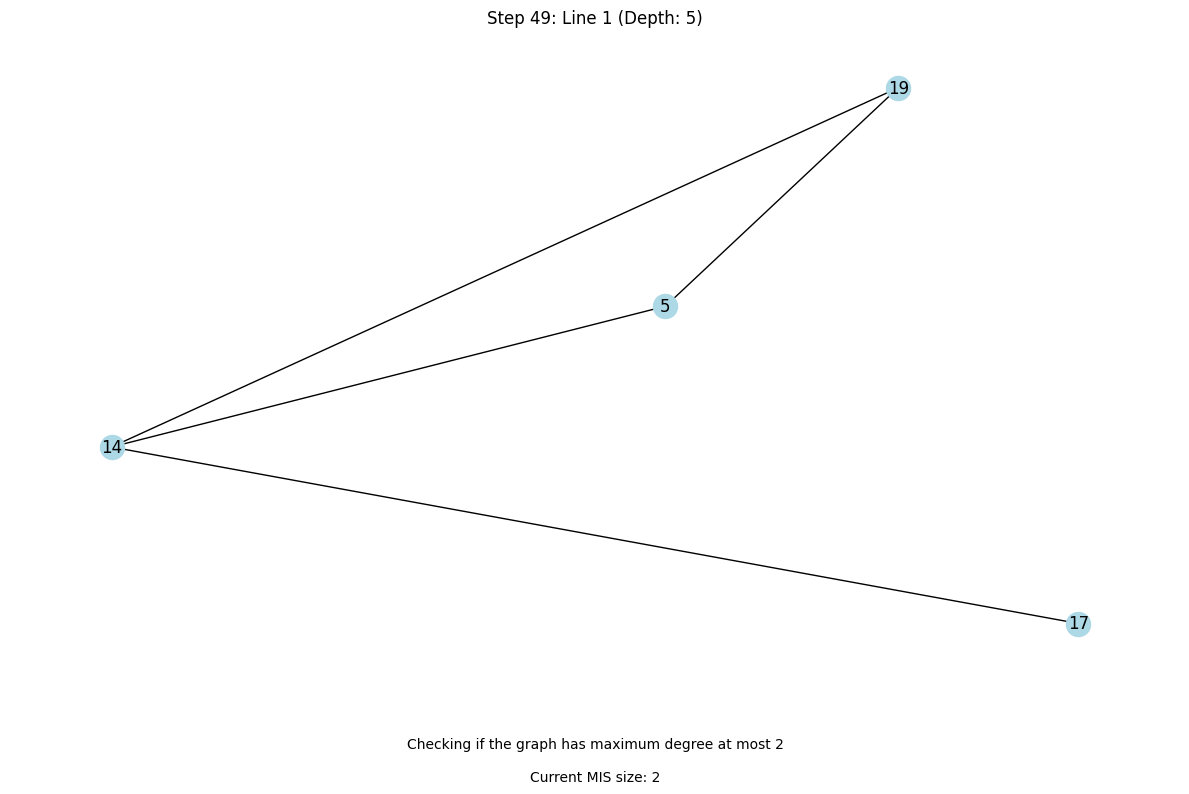 Step 49: Line 1 (Depth: 5)
19
5
14
17
Checking if the graph has maximum degree at most 2
Current MIS size: 2